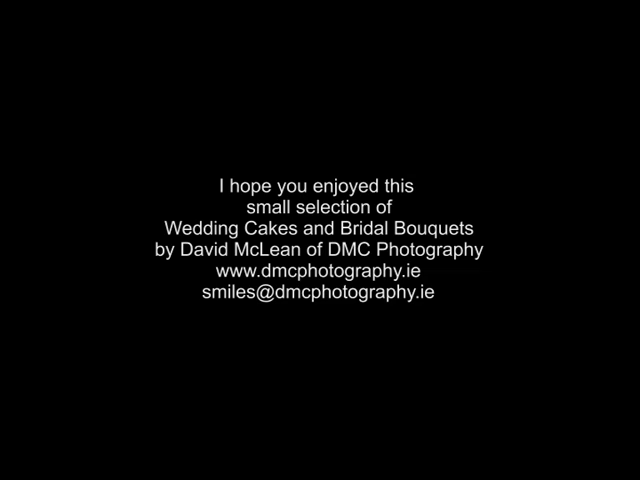 I hope you enjoyed this
small selection of
Wedding Cakes and Bridal Bouquets
by David McLean of DMC Photography
www.dmcphotography.ie
smiles@dmcphotography.ie